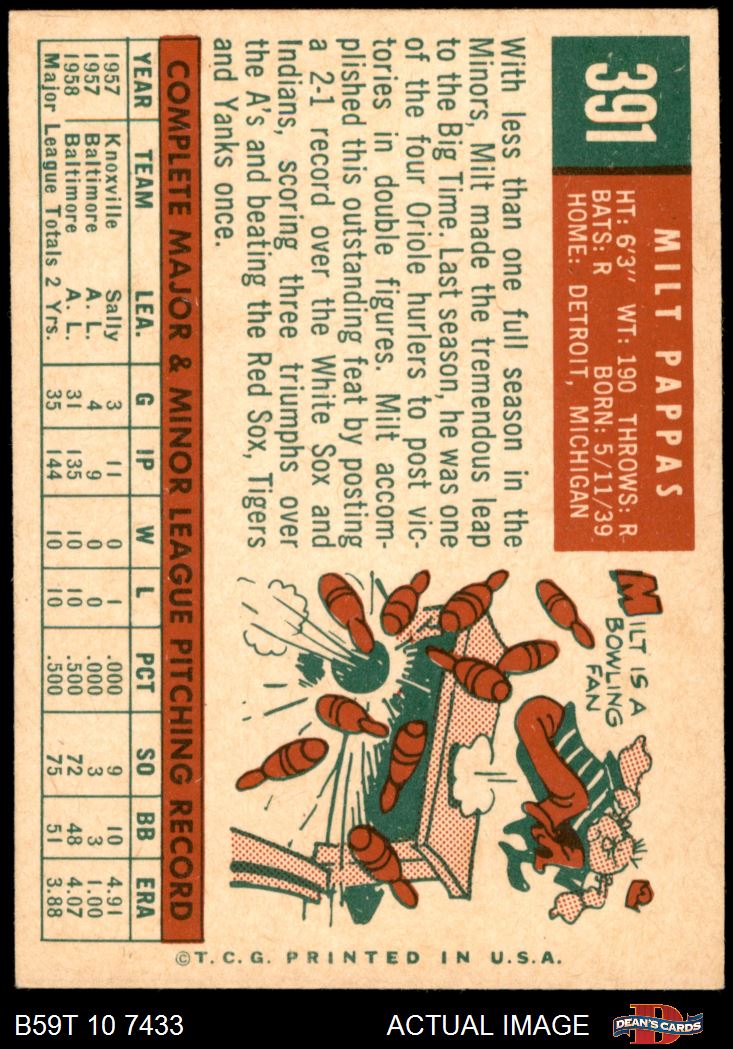 391
MILT PAPPAS
HT: 6'3" WT: 190 THROWS: R
BATS: R BORN: 5/11/39
HOME: DETROIT, MICHIGAN
With less than one full season in the
Minors, Milt made the tremendous leap
to the Big Time. Last season, he was one
of the four Oriole hurlers to post vic-
tories in double figures. Milt accom-
plished this outstanding feat by posting
a 2-1 record over the White Sox and
Indians, scoring three triumphs over
the A's and beating the Red Sox, Tigers
and Yanks once.
MILT IS A
BOWLING
FAN
COMPLETE MAJOR & MINOR LEAGUE PITCHING RECORD
YEAR TEAM LEA. G IP W L PCT SO BB ERA
1957 Knoxville Sally 3 11 0 1 .000 9 10 4.91
1957 Baltimore A. L. 4 9 0 0 .000 3 3 1.00
1958 Baltimore A. L. 31 135 10 10 .500 72 48 4.07
Major League Totals 2 Yrs. 35 144 10 10 .500 75 51 3.88
©T. C. G. PRINTED IN U.S.A.
B59T 10 7433 ACTUAL IMAGE DEAN'S CARDS